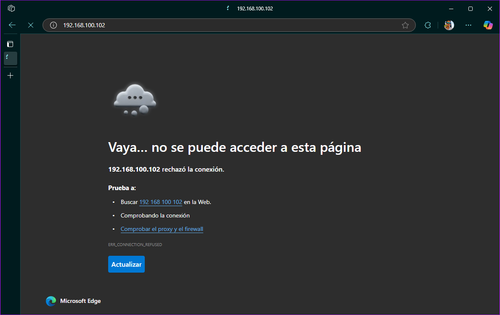 192.168.100.102
192.168.100.102
Vaya... no se puede acceder a esta página
192.168.100.102 rechazó la conexión.
Prueba a:
• Buscar 192 168 100 102 en la Web.
• Comprobando la conexión
• Comprobar el proxy y el firewall
ERR_CONNECTION_REFUSED
Actualizar
Microsoft Edge